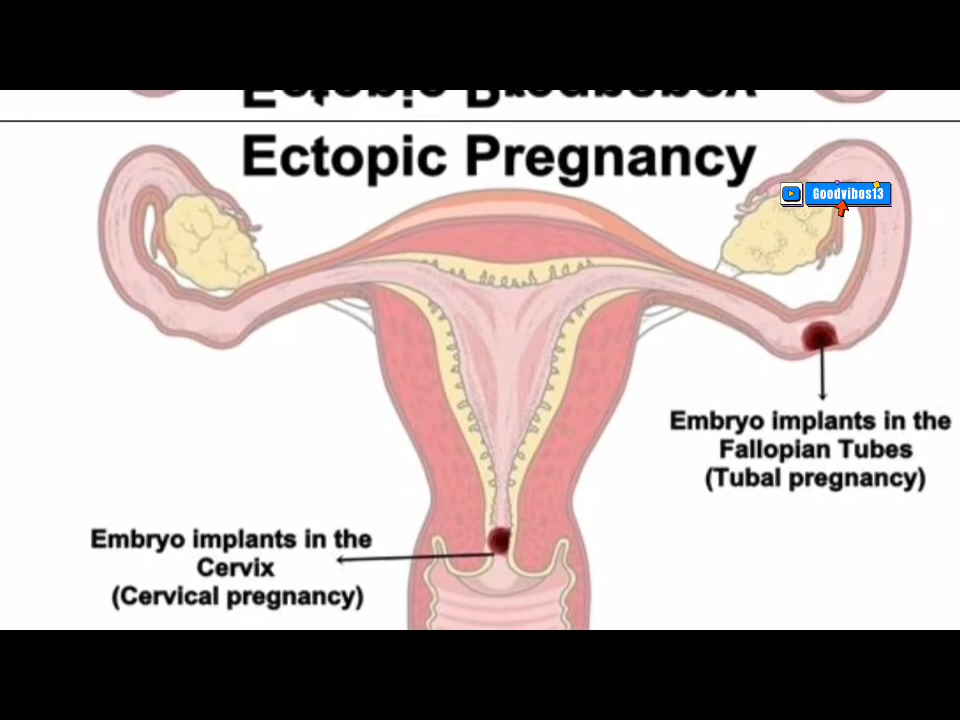 Ectopic Pregnancy
Goodvibes13
Embryo implants in the
Fallopian Tubes
(Tubal pregnancy)
Embryo implants in the
Cervix
(Cervical pregnancy)